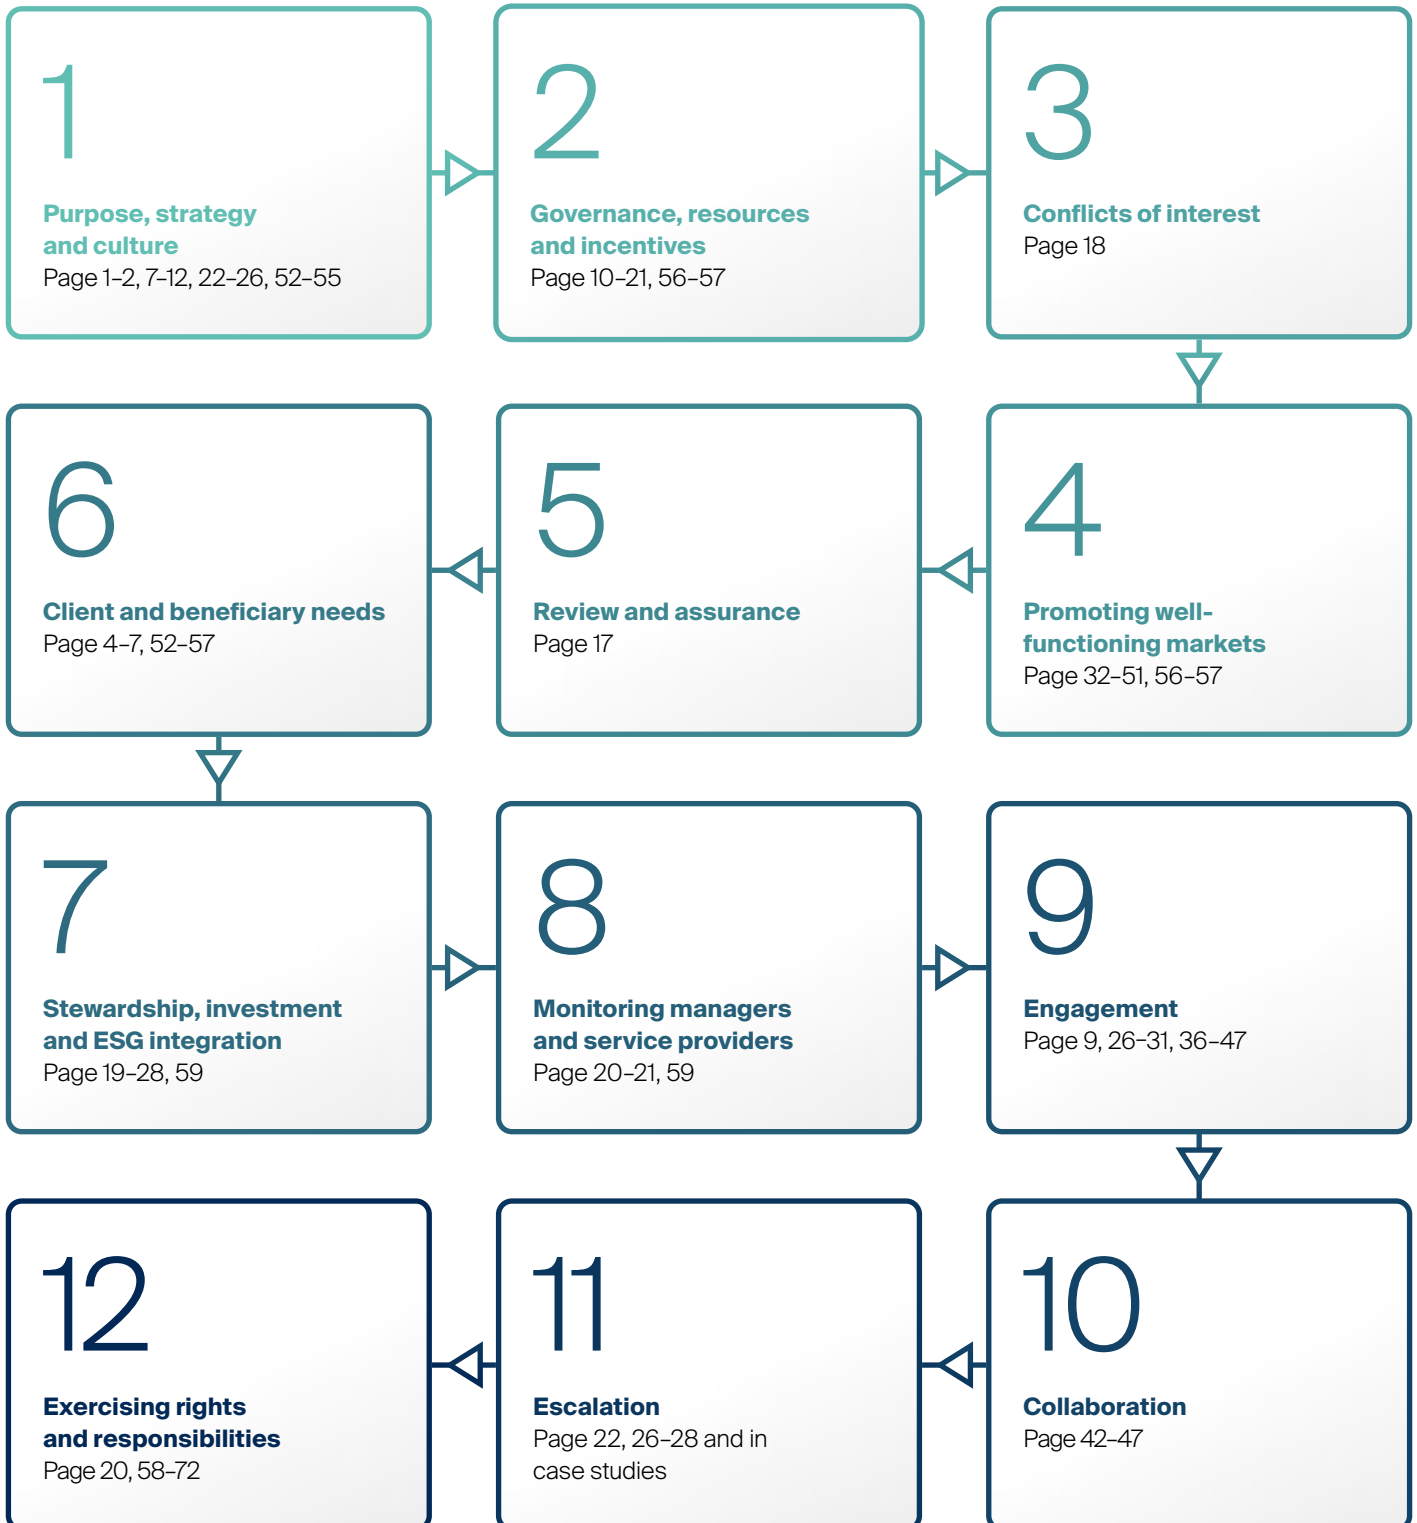 1
Purpose, strategy
and culture
Page 1–2, 7–12, 22–26, 52–55
2
Governance, resources
and incentives
Page 10–21, 56–57
3
Conflicts of interest
Page 18
4
Promoting well-
functioning markets
Page 32–51, 56–57
5
Review and assurance
Page 17
6
Client and beneficiary needs
Page 4–7, 52–57
7
Stewardship, investment
and ESG integration
Page 19–28, 59
8
Monitoring managers
and service providers
Page 20–21, 59
9
Engagement
Page 9, 26–31, 36–47
10
Collaboration
Page 42–47
11
Escalation
Page 22, 26–28 and in
case studies
12
Exercising rights
and responsibilities
Page 20, 58–72